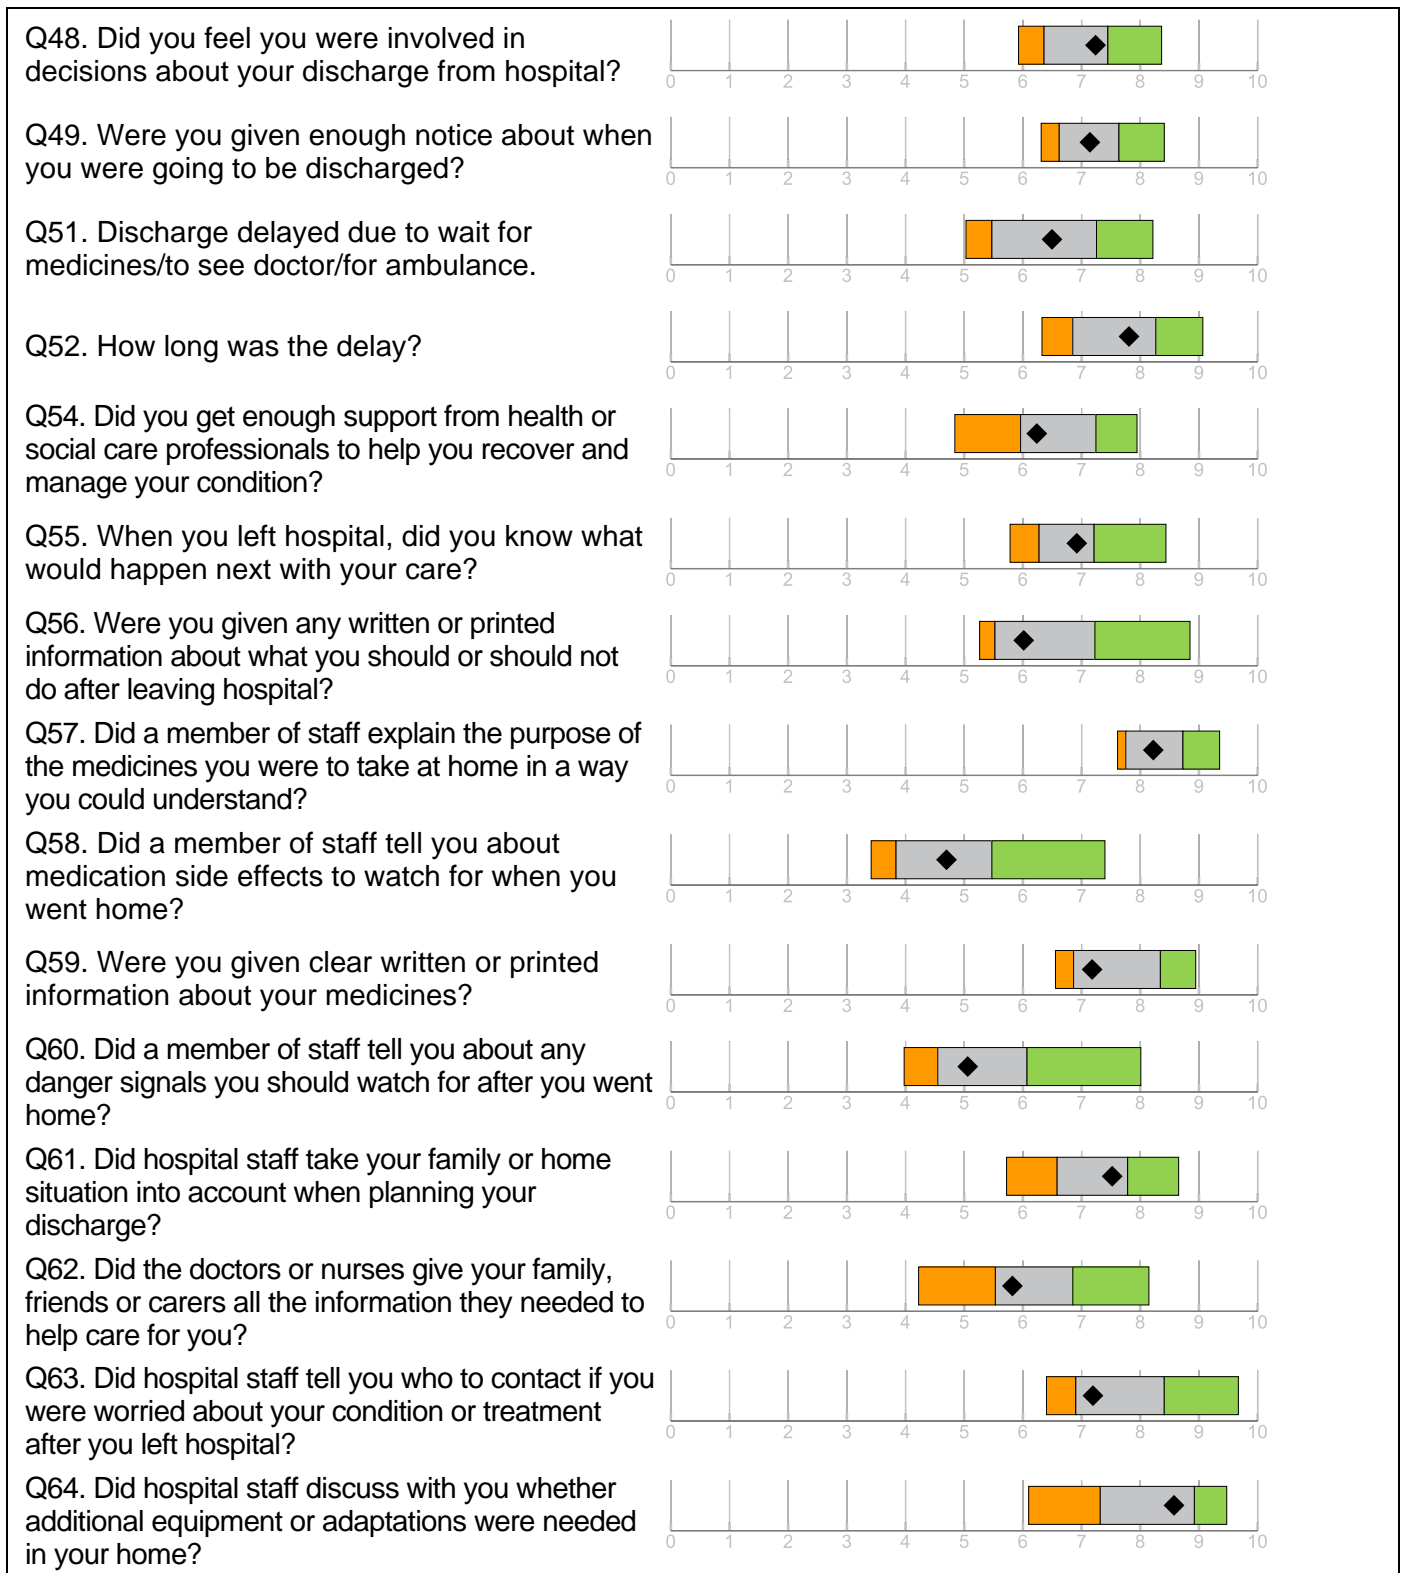 Q48. Did you feel you were involved in
decisions about your discharge from hospital?
0 1 2 3 4 5 6 7 8 9 10
Q49. Were you given enough notice about when
you were going to be discharged?
0 1 2 3 4 5 6 7 8 9 10
Q51. Discharge delayed due to wait for
medicines/to see doctor/for ambulance.
0 1 2 3 4 5 6 7 8 9 10
Q52. How long was the delay?
0 1 2 3 4 5 6 7 8 9 10
Q54. Did you get enough support from health or
social care professionals to help you recover and
manage your condition?
0 1 2 3 4 5 6 7 8 9 10
Q55. When you left hospital, did you know what
would happen next with your care?
0 1 2 3 4 5 6 7 8 9 10
Q56. Were you given any written or printed
information about what you should or should not
do after leaving hospital?
0 1 2 3 4 5 6 7 8 9 10
Q57. Did a member of staff explain the purpose of
the medicines you were to take at home in a way
you could understand?
0 1 2 3 4 5 6 7 8 9 10
Q58. Did a member of staff tell you about
medication side effects to watch for when you
went home?
0 1 2 3 4 5 6 7 8 9 10
Q59. Were you given clear written or printed
information about your medicines?
0 1 2 3 4 5 6 7 8 9 10
Q60. Did a member of staff tell you about any
danger signals you should watch for after you went
home?
0 1 2 3 4 5 6 7 8 9 10
Q61. Did hospital staff take your family or home
situation into account when planning your
discharge?
0 1 2 3 4 5 6 7 8 9 10
Q62. Did the doctors or nurses give your family,
friends or carers all the information they needed to
help care for you?
0 1 2 3 4 5 6 7 8 9 10
Q63. Did hospital staff tell you who to contact if you
were worried about your condition or treatment
after you left hospital?
0 1 2 3 4 5 6 7 8 9 10
Q64. Did hospital staff discuss with you whether
additional equipment or adaptations were needed
in your home?
0 1 2 3 4 5 6 7 8 9 10